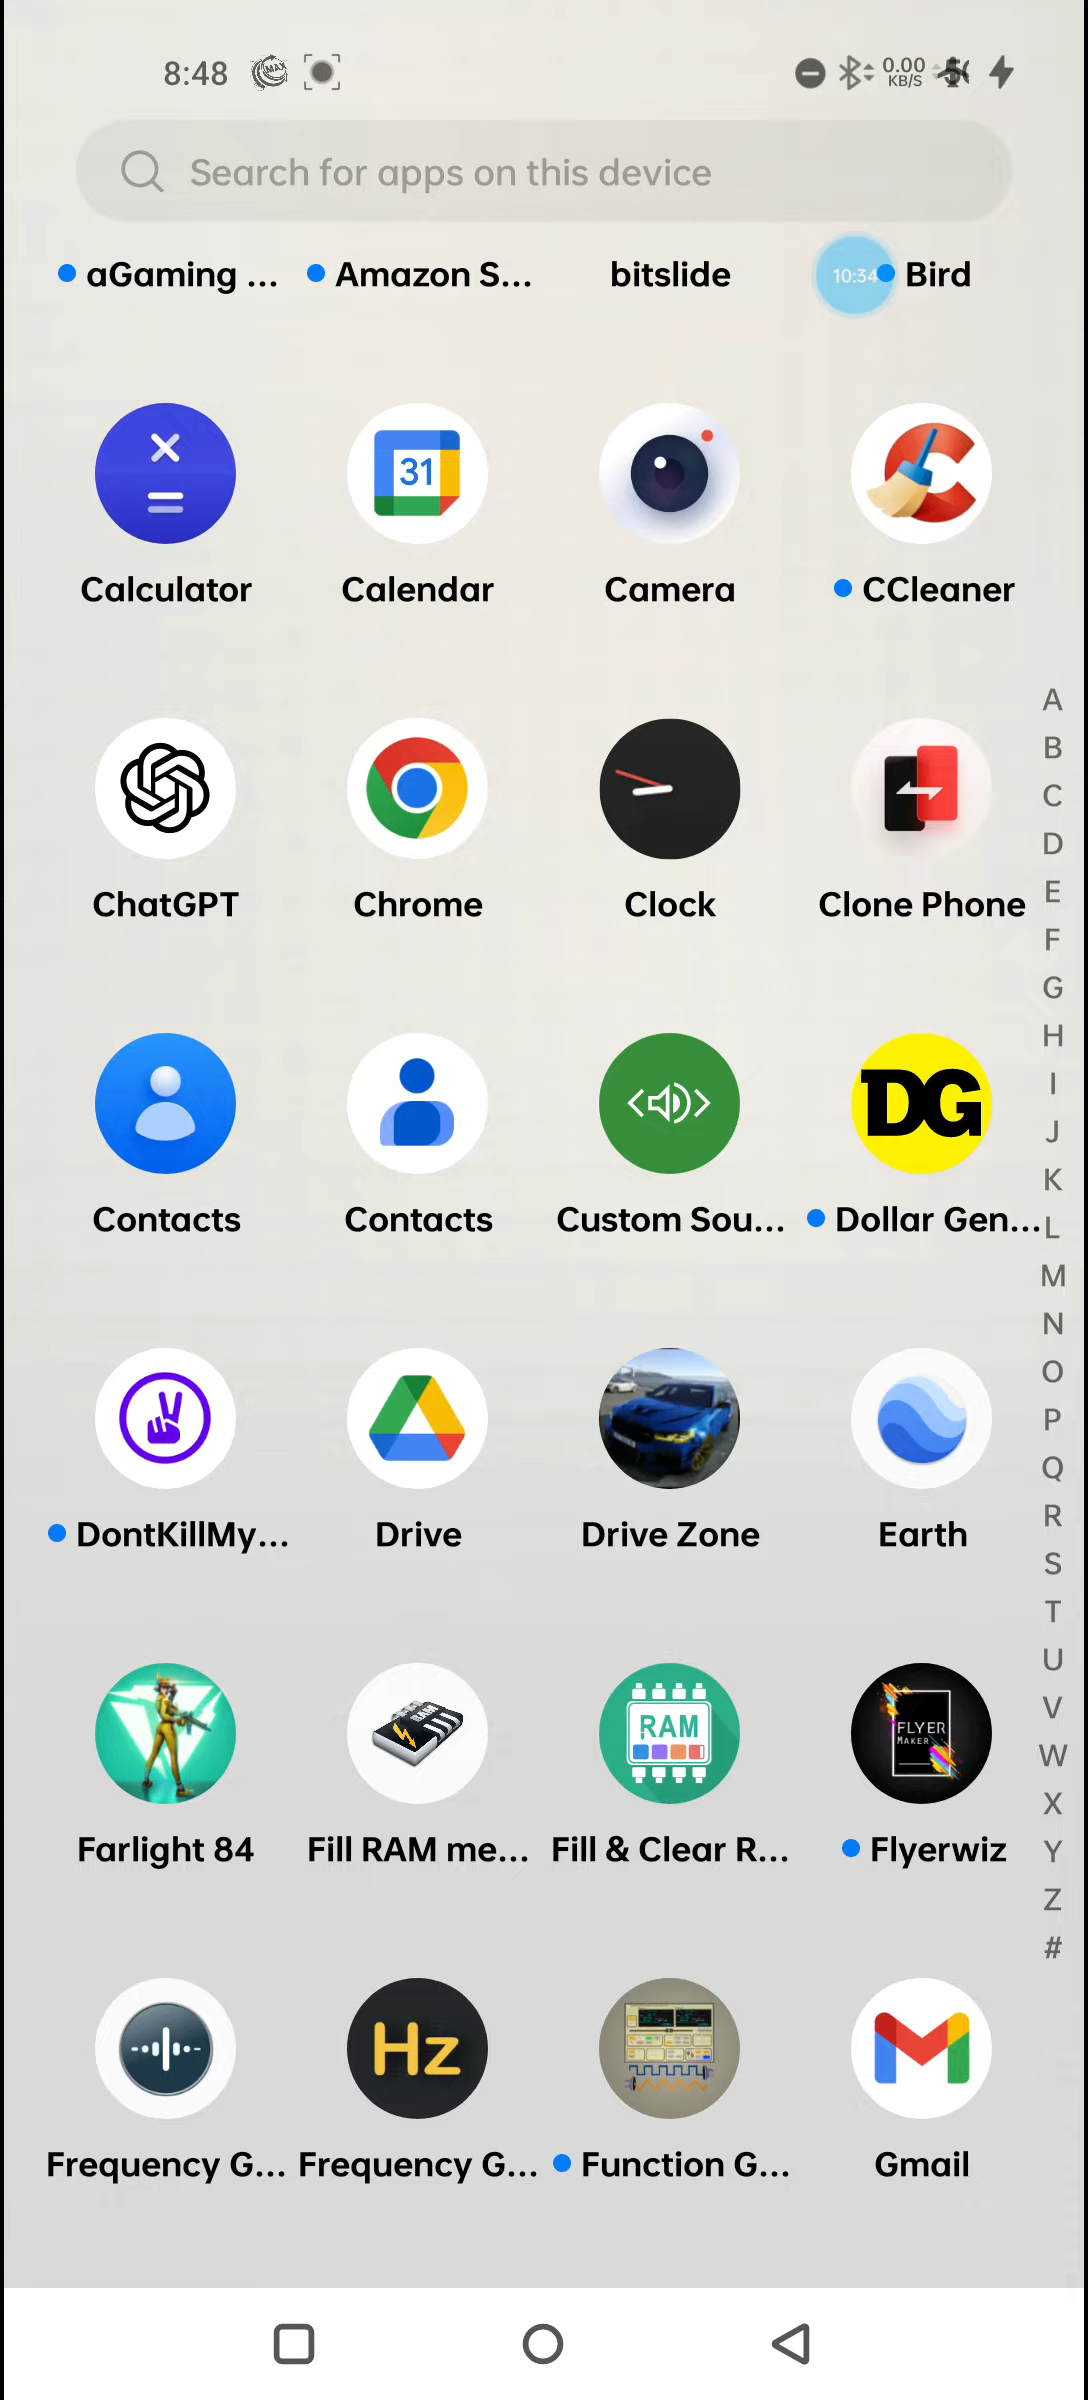 8:48 MAX 0.00 KB/S
Search for apps on this device
aGaming ... Amazon S... bitslide 10:34 Bird
31
Calculator Calendar Camera CCleaner
ChatGPT Chrome Clock Clone Phone
DG
Contacts Contacts Custom Sou... Dollar Gen...
DontKillMy... Drive Drive Zone Earth
RAM RAM FLYER MAKER
Farlight 84 Fill RAM me... Fill & Clear R... Flyerwiz
Hz
Frequency G... Frequency G... Function G... Gmail
A
B
C
D
E
F
G
H
I
J
K
L
M
N
O
P
Q
R
S
T
U
V
W
X
Y
Z
#